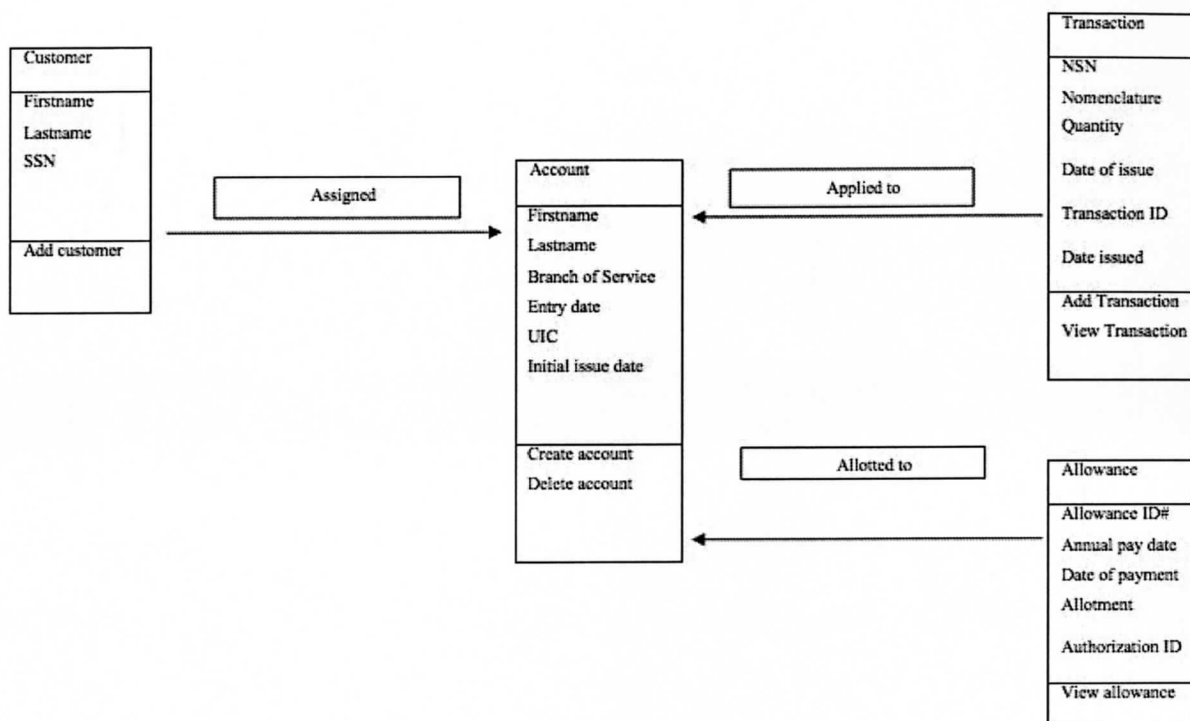 Customer
Firstname
Lastname
SSN
Add customer
Assigned
Account
Firstname
Lastname
Branch of Service
Entry date
UIC
Initial issue date
Create account
Delete account
Applied to
Transaction
NSN
Nomenclature
Quantity
Date of issue
Transaction ID
Date issued
Add Transaction
View Transaction
Allotted to
Allowance
Allowance ID#
Annual pay date
Date of payment
Allotment
Authorization ID
View allowance